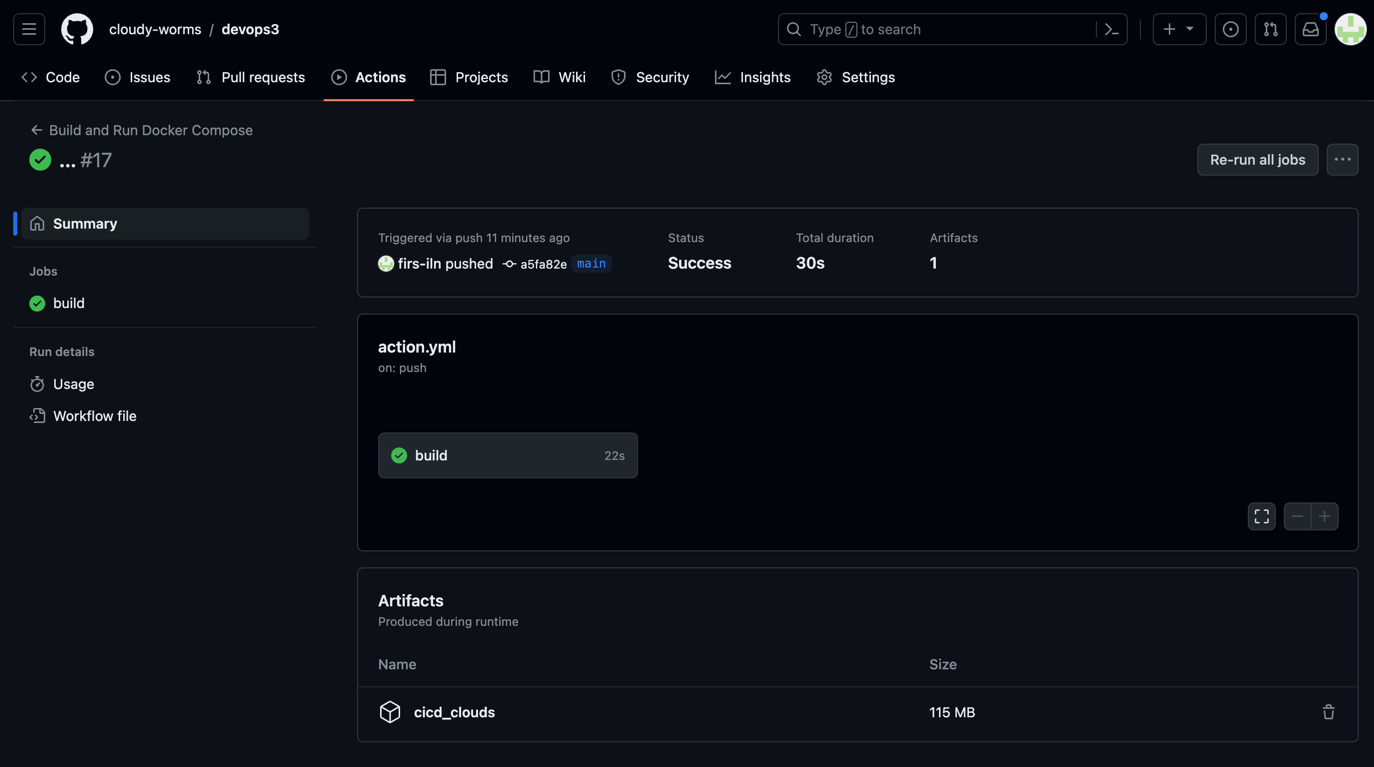 cloudy-worms / devops3
Type / to search
Code Issues Pull requests Actions Projects Wiki Security Insights Settings
Build and Run Docker Compose
... #17
Re-run all jobs
Summary
Jobs
build
Run details
Usage
Workflow file
Triggered via push 11 minutes ago
firs-iln pushed a5fa82e main
Status
Success
Total duration
30s
Artifacts
1
action.yml
on: push
build 22s
Artifacts
Produced during runtime
Name Size
cicd_clouds 115 MB